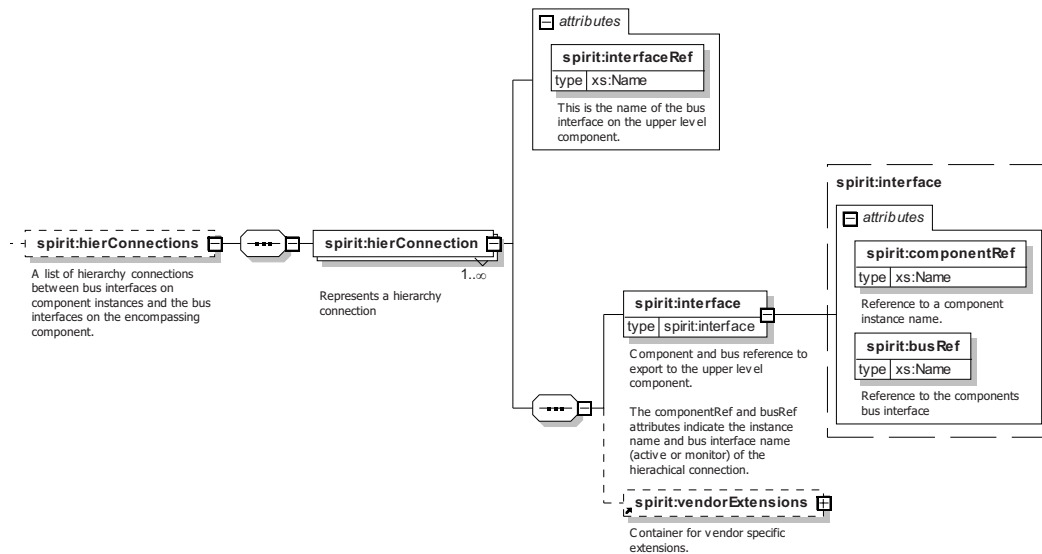 attributes
spirit:interfaceRef
type xs:Name
This is the name of the bus
interface on the upper level
component.
spirit:hierConnections
A list of hierarchy connections
between bus interfaces on
component instances and the bus
interfaces on the encompassing
component.
spirit:hierConnection
1..∞
Represents a hierarchy
connection
spirit:interface
type spirit:interface
Component and bus reference to
export to the upper level
component.
The componentRef and busRef
attributes indicate the instance
name and bus interface name
(active or monitor) of the
hierachical connection.
spirit:vendorExtensions
Container for vendor specific
extensions.
spirit:interface
attributes
spirit:componentRef
type xs:Name
Reference to a component
instance name.
spirit:busRef
type xs:Name
Reference to the components
bus interface